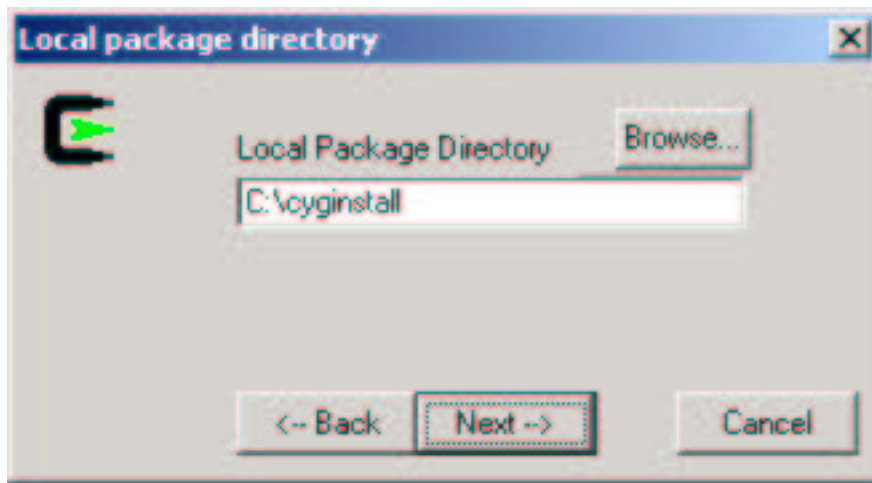 Local package directory
Local Package Directory
Browse...
C:\cyginstall
<-- Back
Next -->
Cancel